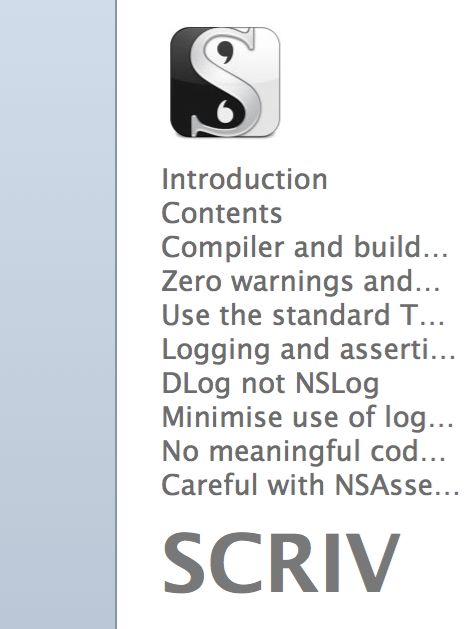 Introduction
Contents
Compiler and build...
Zero warnings and...
Use the standard T...
Logging and asserti...
DLog not NSLog
Minimise use of log...
No meaningful cod...
Careful with NSAsse...
SCRIV